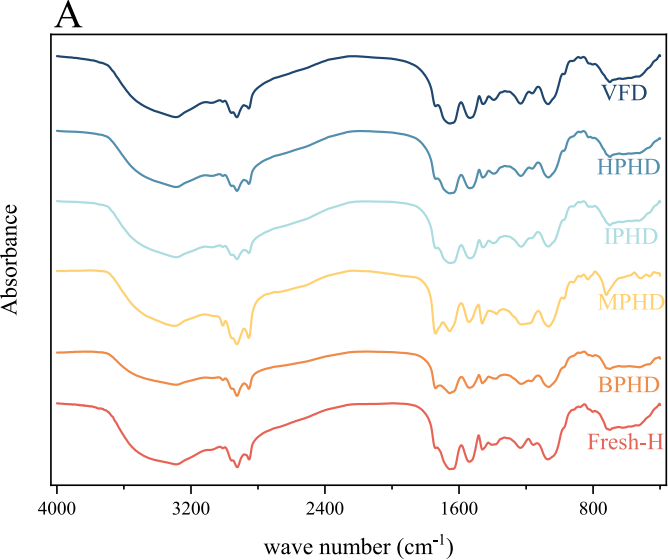 A
VFD
HPHD
IPHD
MPHD
BPHD
Fresh-H
Absorbance
4000 3200 2400 1600 800
wave number (cm⁻¹)